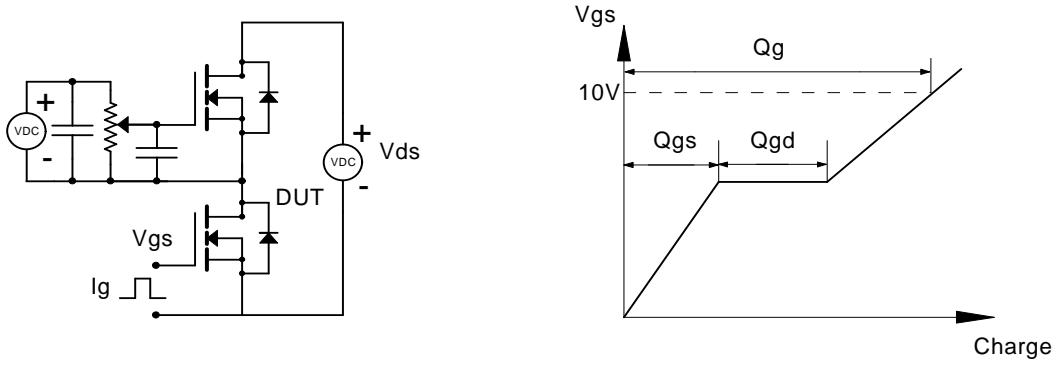 VDC
+
-
DUT
Vgs
Ig
VDC
+
-
Vds
Vgs
Qg
10V
Qgs
Qgd
Charge